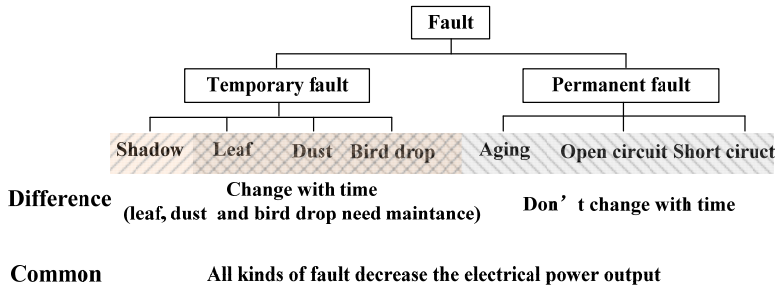 Fault
Temporary fault
Permanent fault
Shadow Leaf Dust Bird drop Aging Open circuit Short ciruct
Difference
Change with time
(leaf, dust and bird drop need maintance)
Don't change with time
Common
All kinds of fault decrease the electrical power output